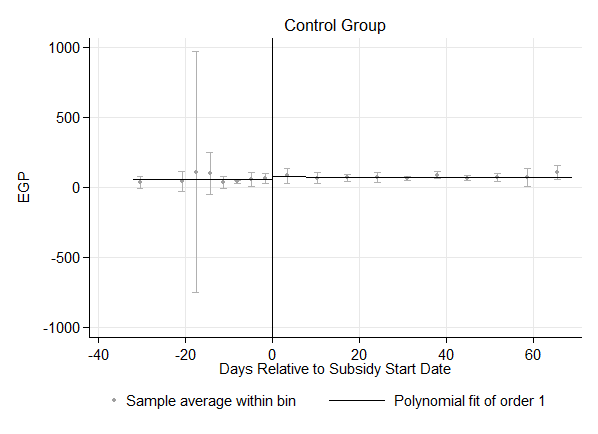 Control Group
1000
500
0
-500
-1000
EGP
-40 -20 0 20 40 60
Days Relative to Subsidy Start Date
Sample average within bin Polynomial fit of order 1